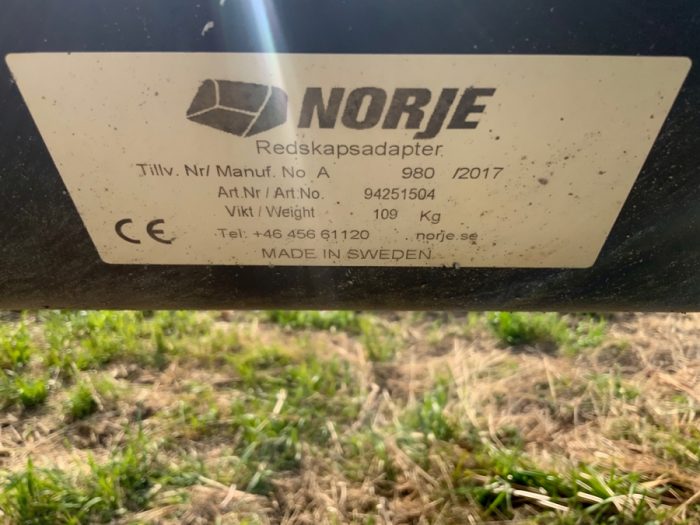 NORJE
Redskapsadapter
Tillv. Nr/ Manuf. No A 980 /2017
Art.Nr / Art.No. 94251504
Vikt / Weight 109 Kg
CE Tel: +46 456 61120 norje.se
MADE IN SWEDEN